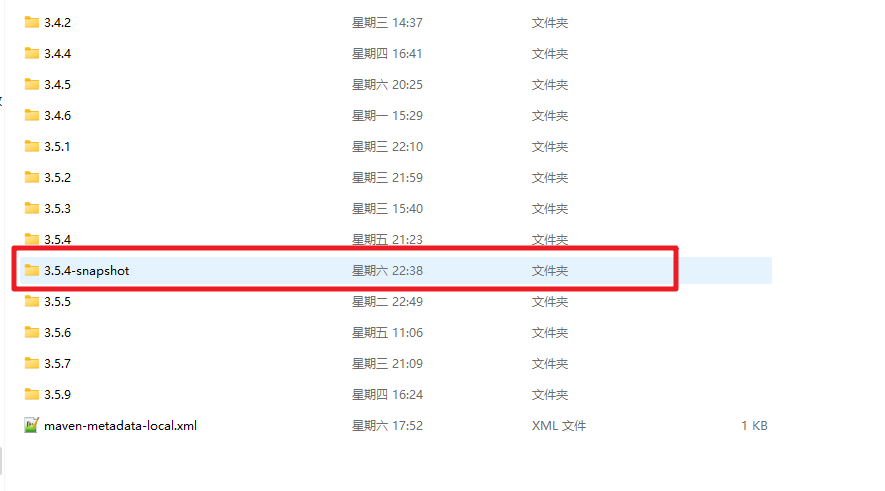 3.4.2 星期三 14:37 文件夹
3.4.4 星期四 16:41 文件夹
3.4.5 星期六 20:25 文件夹
3.4.6 星期一 15:29 文件夹
3.5.1 星期三 22:10 文件夹
3.5.2 星期三 21:59 文件夹
3.5.3 星期三 15:40 文件夹
3.5.4 星期五 21:23 文件夹
3.5.4-snapshot 星期六 22:38 文件夹
3.5.5 星期二 22:49 文件夹
3.5.6 星期五 11:06 文件夹
3.5.7 星期三 21:09 文件夹
3.5.9 星期四 16:24 文件夹
maven-metadata-local.xml 星期六 17:52 XML 文件 1 KB